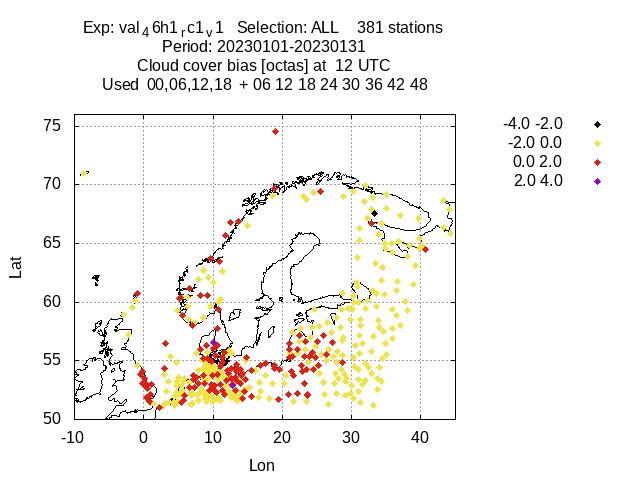 Exp: val46h1rc1v1 Selection: ALL 381 stations
Period: 20230101-20230131
Cloud cover bias [octas] at 12 UTC
Used 00,06,12,18 + 06 12 18 24 30 36 42 48
-4.0 -2.0
-2.0 0.0
0.0 2.0
2.0 4.0
75
70
65
60
55
50
Lat
-10 0 10 20 30 40
Lon